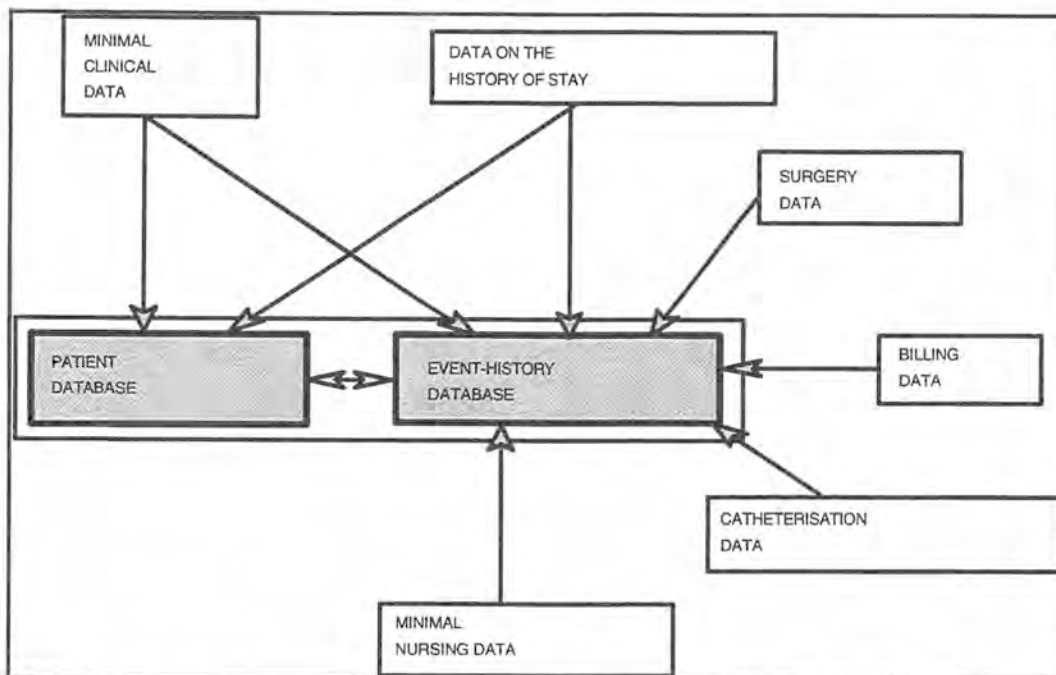 MINIMAL
CLINICAL
DATA
DATA ON THE
HISTORY OF STAY
SURGERY
DATA
PATIENT
DATABASE
EVENT-HISTORY
DATABASE
BILLING
DATA
CATHETERISATION
DATA
MINIMAL
NURSING DATA